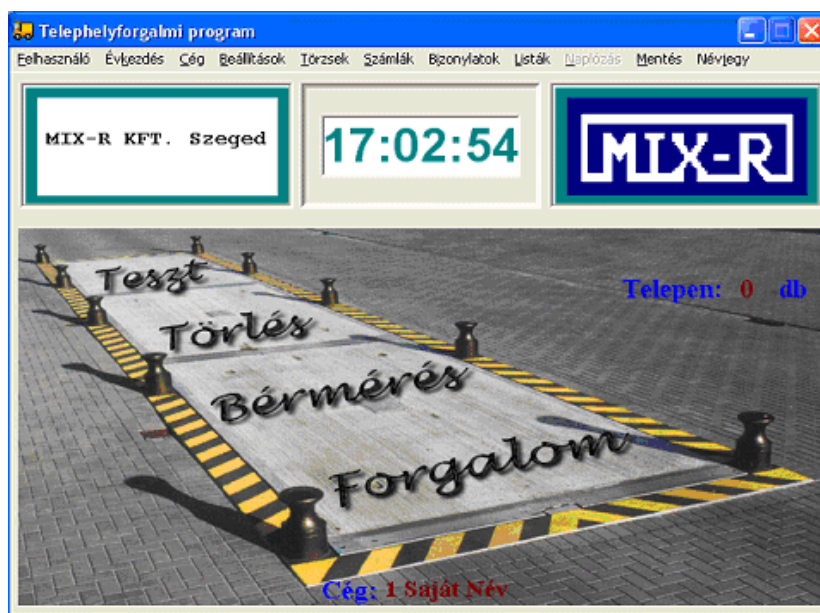 Telephelyforgalmi program
Felhasználó Évkezdés Cég Beállítások Törzsek Számlák Bizonylatok Listák Naplózás Mentés Névjegy
MIX-R KFT. Szeged
17:02:54
MIX-R
Teszt
Telepen: 0 db
Törlés
Bérmérés
Forgalom
Cég: 1 Saját Név